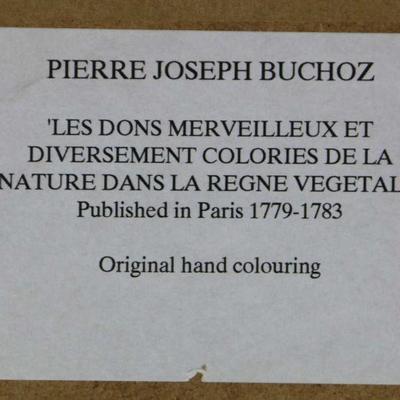 PIERRE JOSEPH BUCHOZ
'LES DONS MERVEILLEUX ET
DIVERSEMENT COLORIES DE LA
NATURE DANS LA REGNE VEGETAL
Published in Paris 1779-1783
Original hand colouring